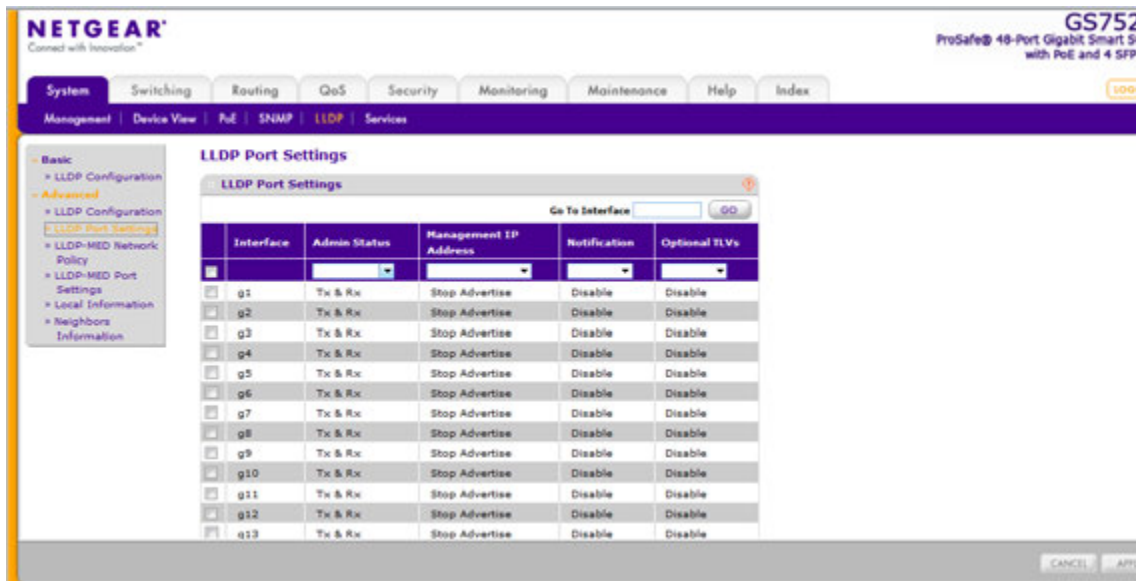 NETGEAR®
Connect with Innovation™
GS752
ProSafe® 48-Port Gigabit Smart S
with PoE and 4 SFP
System Switching Routing QoS Security Monitoring Maintenance Help Index
LOG
Management | Device View | PoE | SNMP | LLDP | Services
Basic
» LLDP Configuration
Advanced
» LLDP Configuration
» LLDP Port Settings
» LLDP-MED Network
Policy
» LLDP-MED Port
Settings
» Local Information
» Neighbors
Information
LLDP Port Settings
LLDP Port Settings
Go To Interface GO
Interface Admin Status Management IP Address Notification Optional TLVs
g1 Tx & Rx Stop Advertise Disable Disable
g2 Tx & Rx Stop Advertise Disable Disable
g3 Tx & Rx Stop Advertise Disable Disable
g4 Tx & Rx Stop Advertise Disable Disable
g5 Tx & Rx Stop Advertise Disable Disable
g6 Tx & Rx Stop Advertise Disable Disable
g7 Tx & Rx Stop Advertise Disable Disable
g8 Tx & Rx Stop Advertise Disable Disable
g9 Tx & Rx Stop Advertise Disable Disable
g10 Tx & Rx Stop Advertise Disable Disable
g11 Tx & Rx Stop Advertise Disable Disable
g12 Tx & Rx Stop Advertise Disable Disable
g13 Tx & Rx Stop Advertise Disable Disable
CANCEL APP